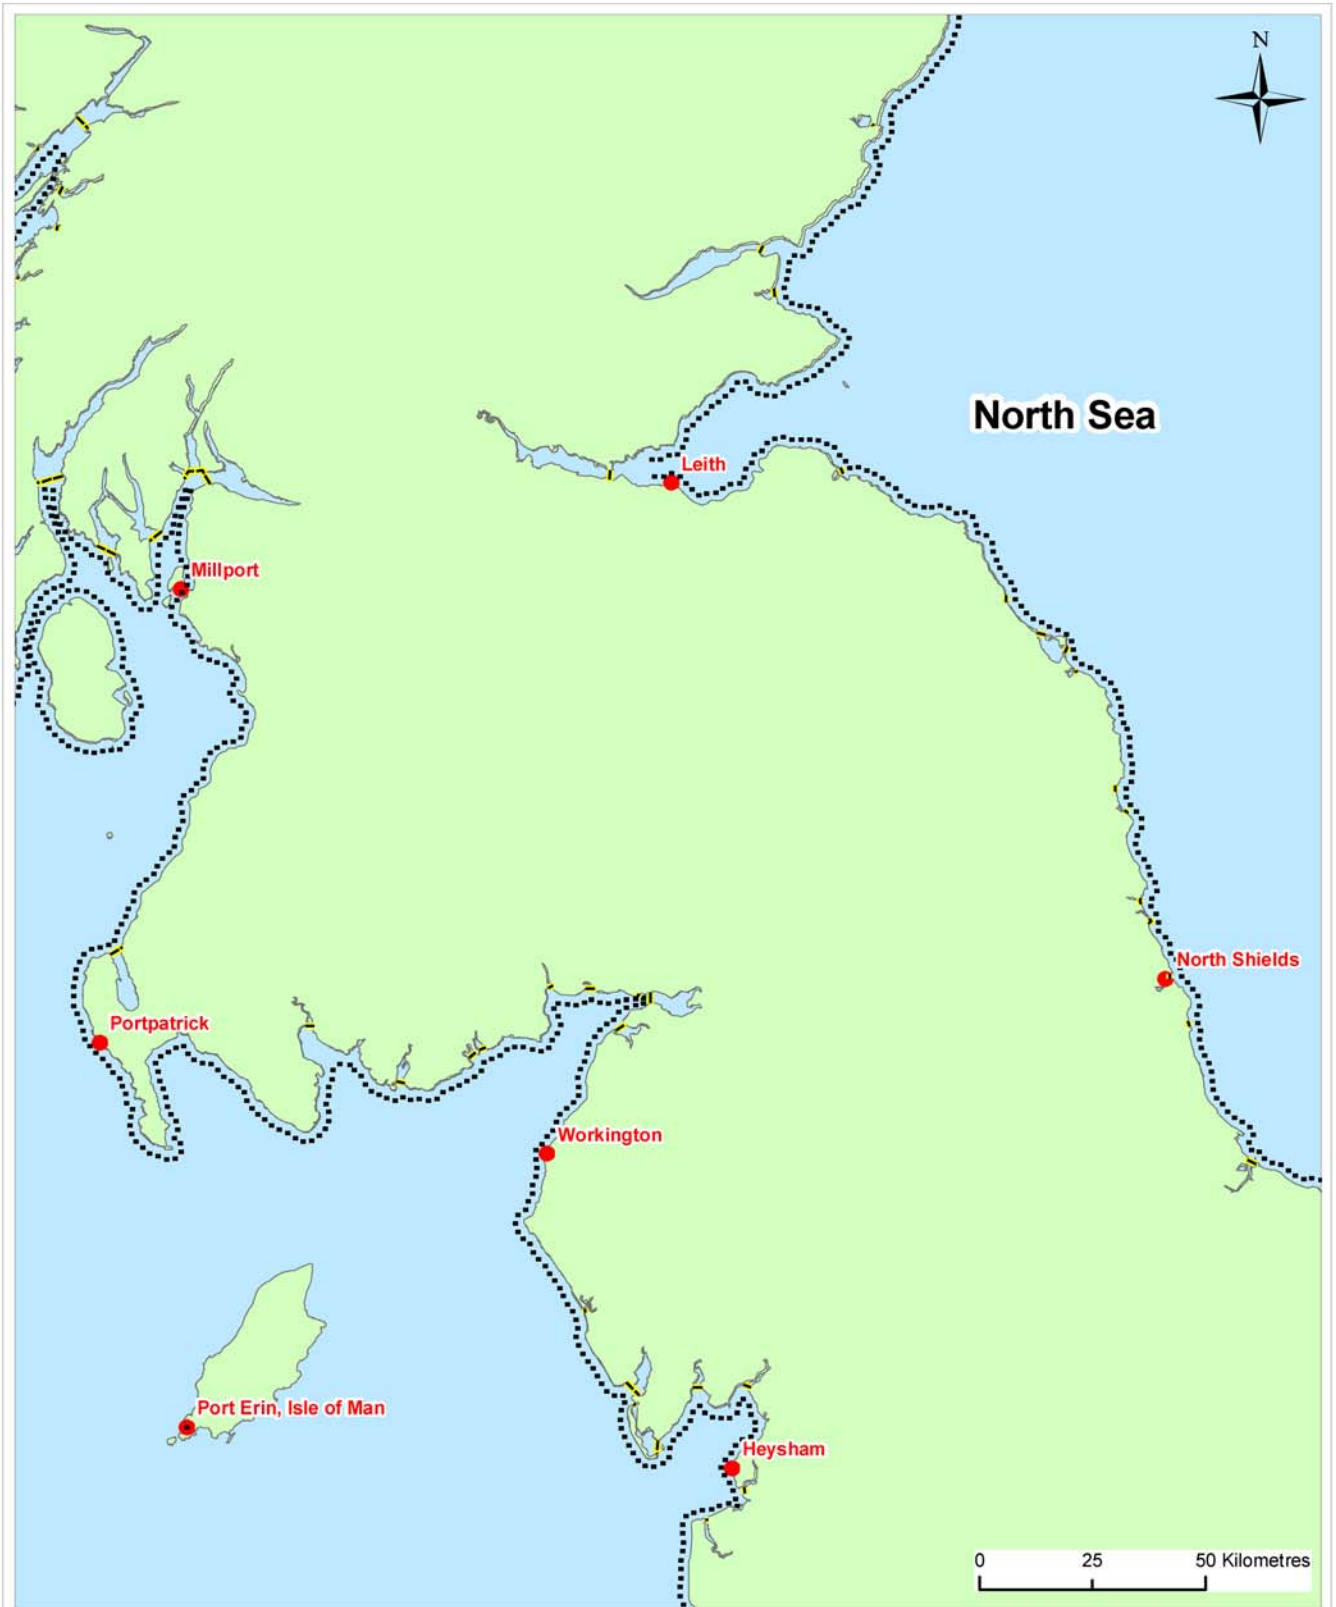 N
North Sea
Leith
Millport
North Shields
Portpatrick
Workington
Port Erin, Isle of Man
Heysham
0 25 50 Kilometres